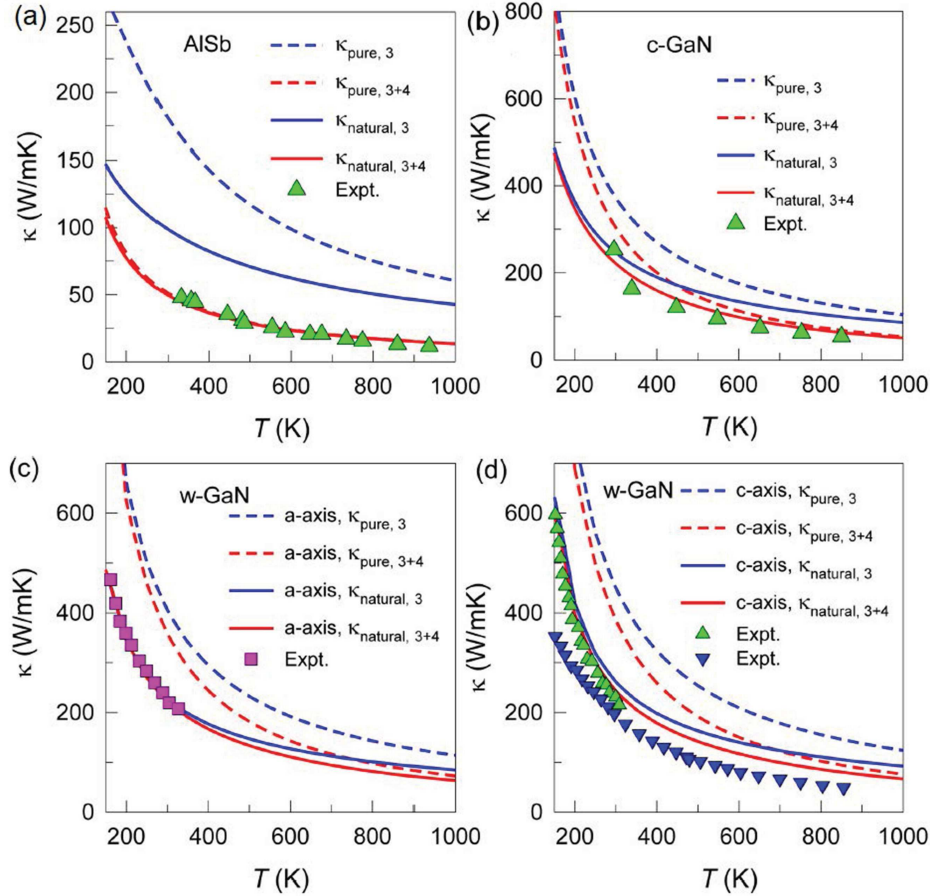 (a)
AlSb
κpure, 3
κpure, 3+4
κnatural, 3
κnatural, 3+4
Expt.
κ (W/mK)
250
200
150
100
50
0
200 400 600 800 1000
T (K)
(b)
c-GaN
κpure, 3
κpure, 3+4
κnatural, 3
κnatural, 3+4
Expt.
κ (W/mK)
800
600
400
200
0
200 400 600 800 1000
T (K)
(c)
w-GaN
a-axis, κpure, 3
a-axis, κpure, 3+4
a-axis, κnatural, 3
a-axis, κnatural, 3+4
Expt.
κ (W/mK)
600
400
200
0
200 400 600 800 1000
T (K)
(d)
w-GaN
c-axis, κpure, 3
c-axis, κpure, 3+4
c-axis, κnatural, 3
c-axis, κnatural, 3+4
Expt.
Expt.
κ (W/mK)
600
400
200
0
200 400 600 800 1000
T (K)